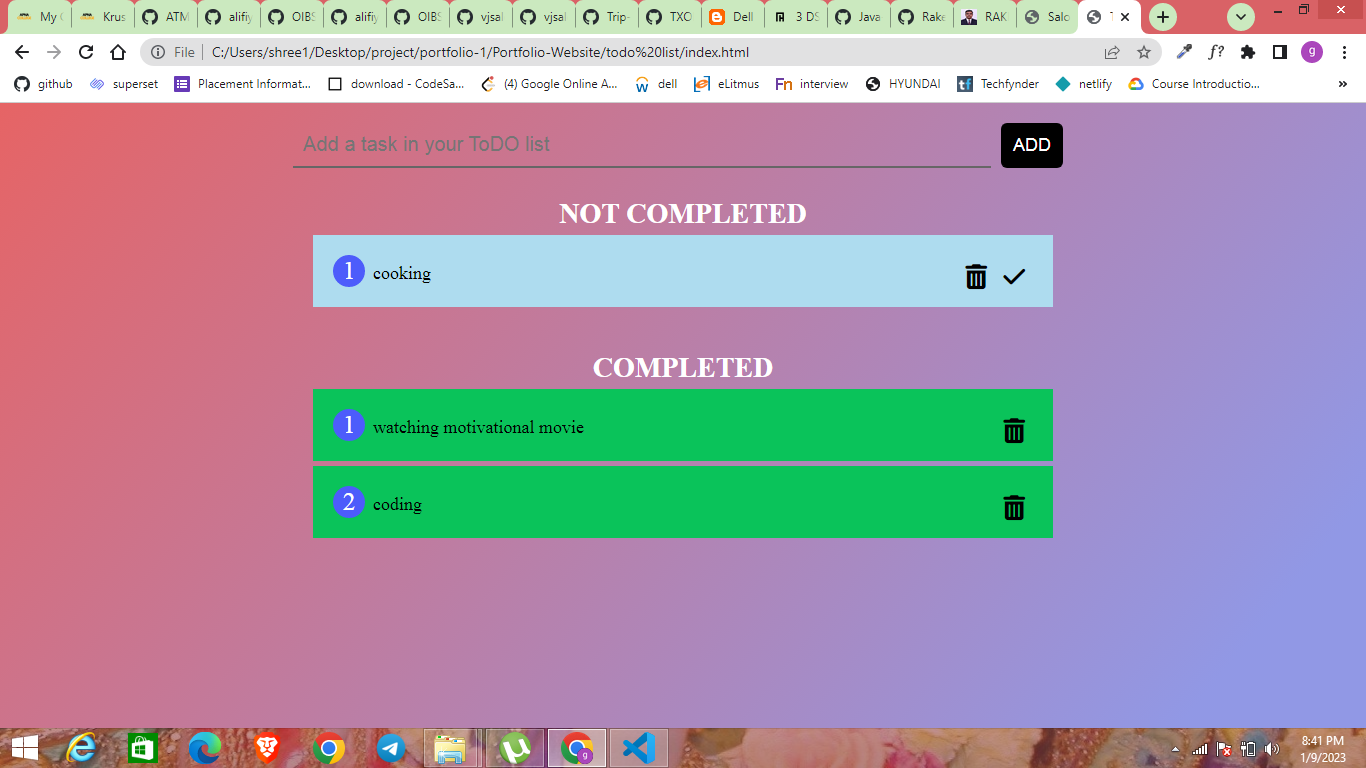 My
Krus
ATM
alifiy
OIBS
alifiy
OIBS
vjsal
vjsal
Trip-
TXO
Dell
3 DS
Java
Rake
RAK
Salo
File
C:/Users/shree1/Desktop/project/portfolio-1/Portfolio-Website/todo%20list/index.html
f?
g
github
superset
Placement Informat...
download - CodeSa...
(4) Google Online A...
dell
eLitmus
Fn interview
HYUNDAI
tf Techfynder
netlify
Course Introductio...
»
Add a task in your ToDO list
ADD
NOT COMPLETED
1 cooking
COMPLETED
1 watching motivational movie
2 coding
g
8:41 PM
1/9/2023